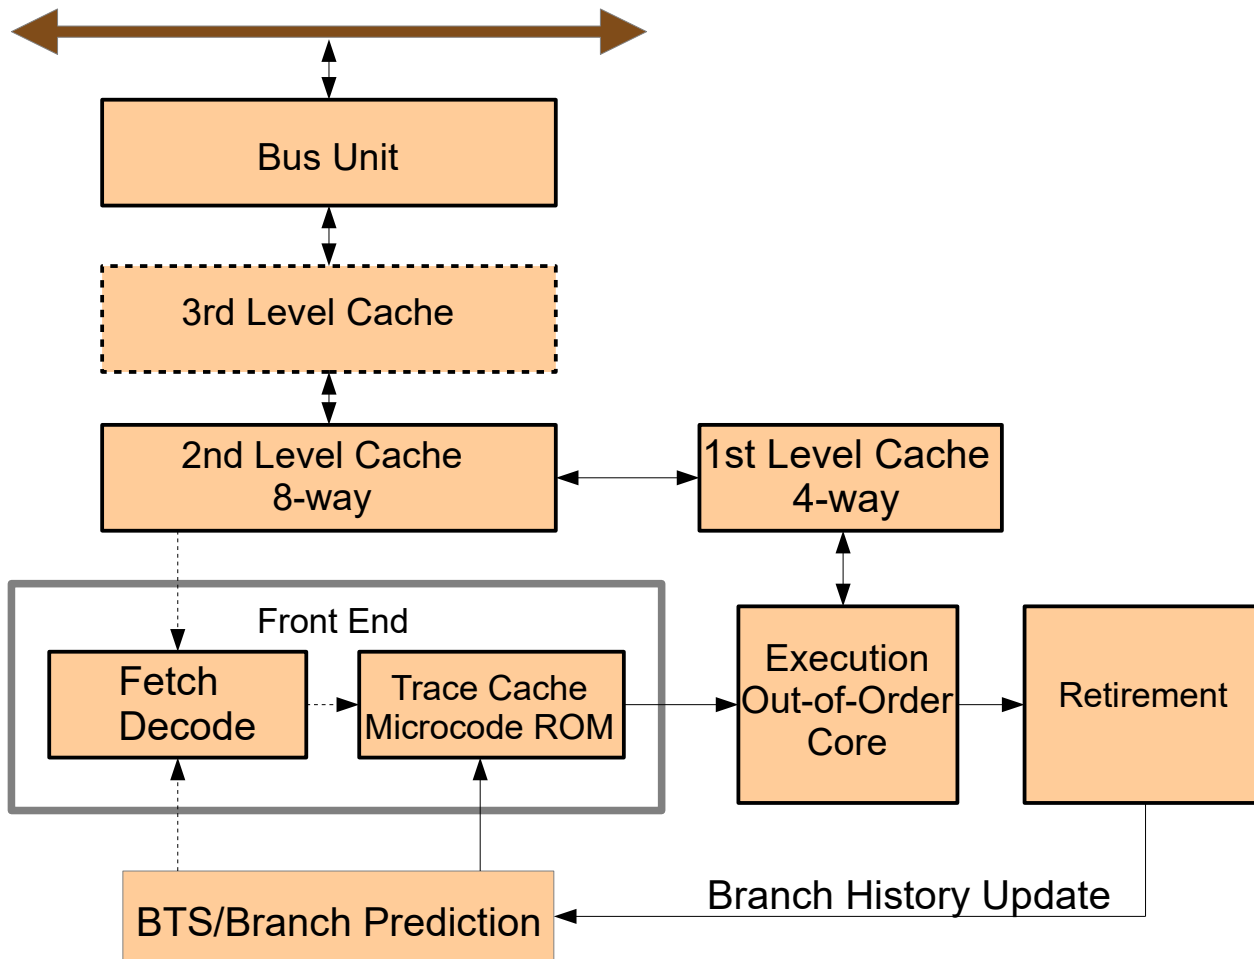 Bus Unit
3rd Level Cache
2nd Level Cache
8-way
1st Level Cache
4-way
Front End
Fetch
Decode
Trace Cache
Microcode ROM
Execution
Out-of-Order
Core
Retirement
Branch History Update
BTS/Branch Prediction